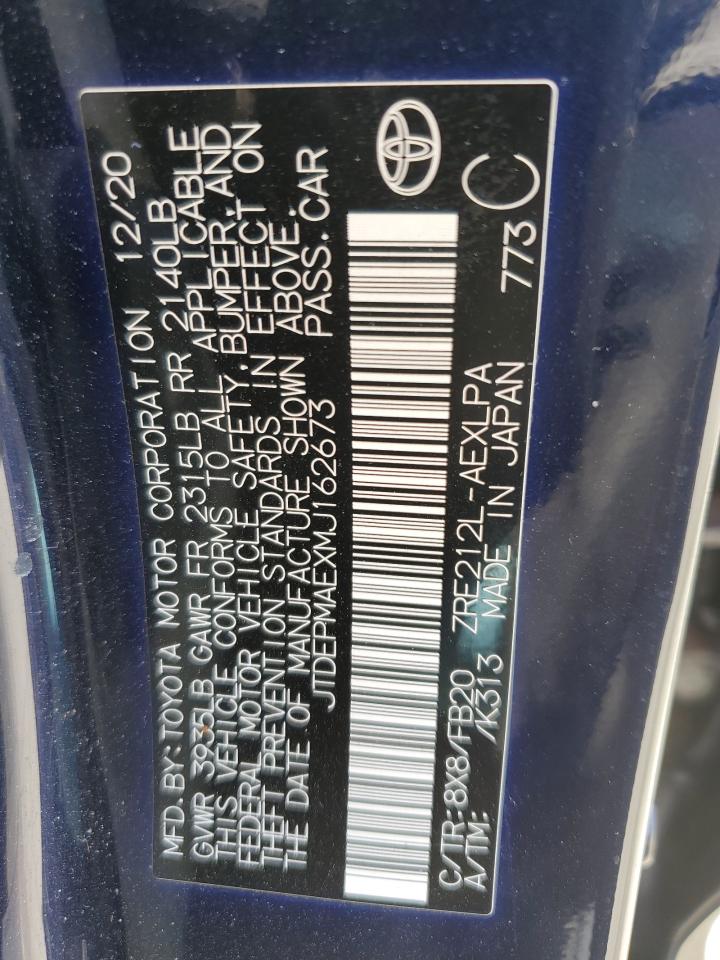 MFD. BY: TOYOTA MOTOR CORPORATION 12/20
GVWR 3935LB GAWR FR 2315LB RR 2140LB
THIS VEHICLE CONFORMS TO ALL APPLICABLE
FEDERAL MOTOR VEHICLE SAFETY, BUMPER, AND
THEFT PREVENTION STANDARDS IN EFFECT ON
THE DATE OF MANUFACTURE SHOWN ABOVE.
JTDEPMAEXMJ162673 PASS. CAR
C/TR: 8X8/FB20 ZRE212L-AEXLPA
A/TM: /K313 MADE IN JAPAN 773 C